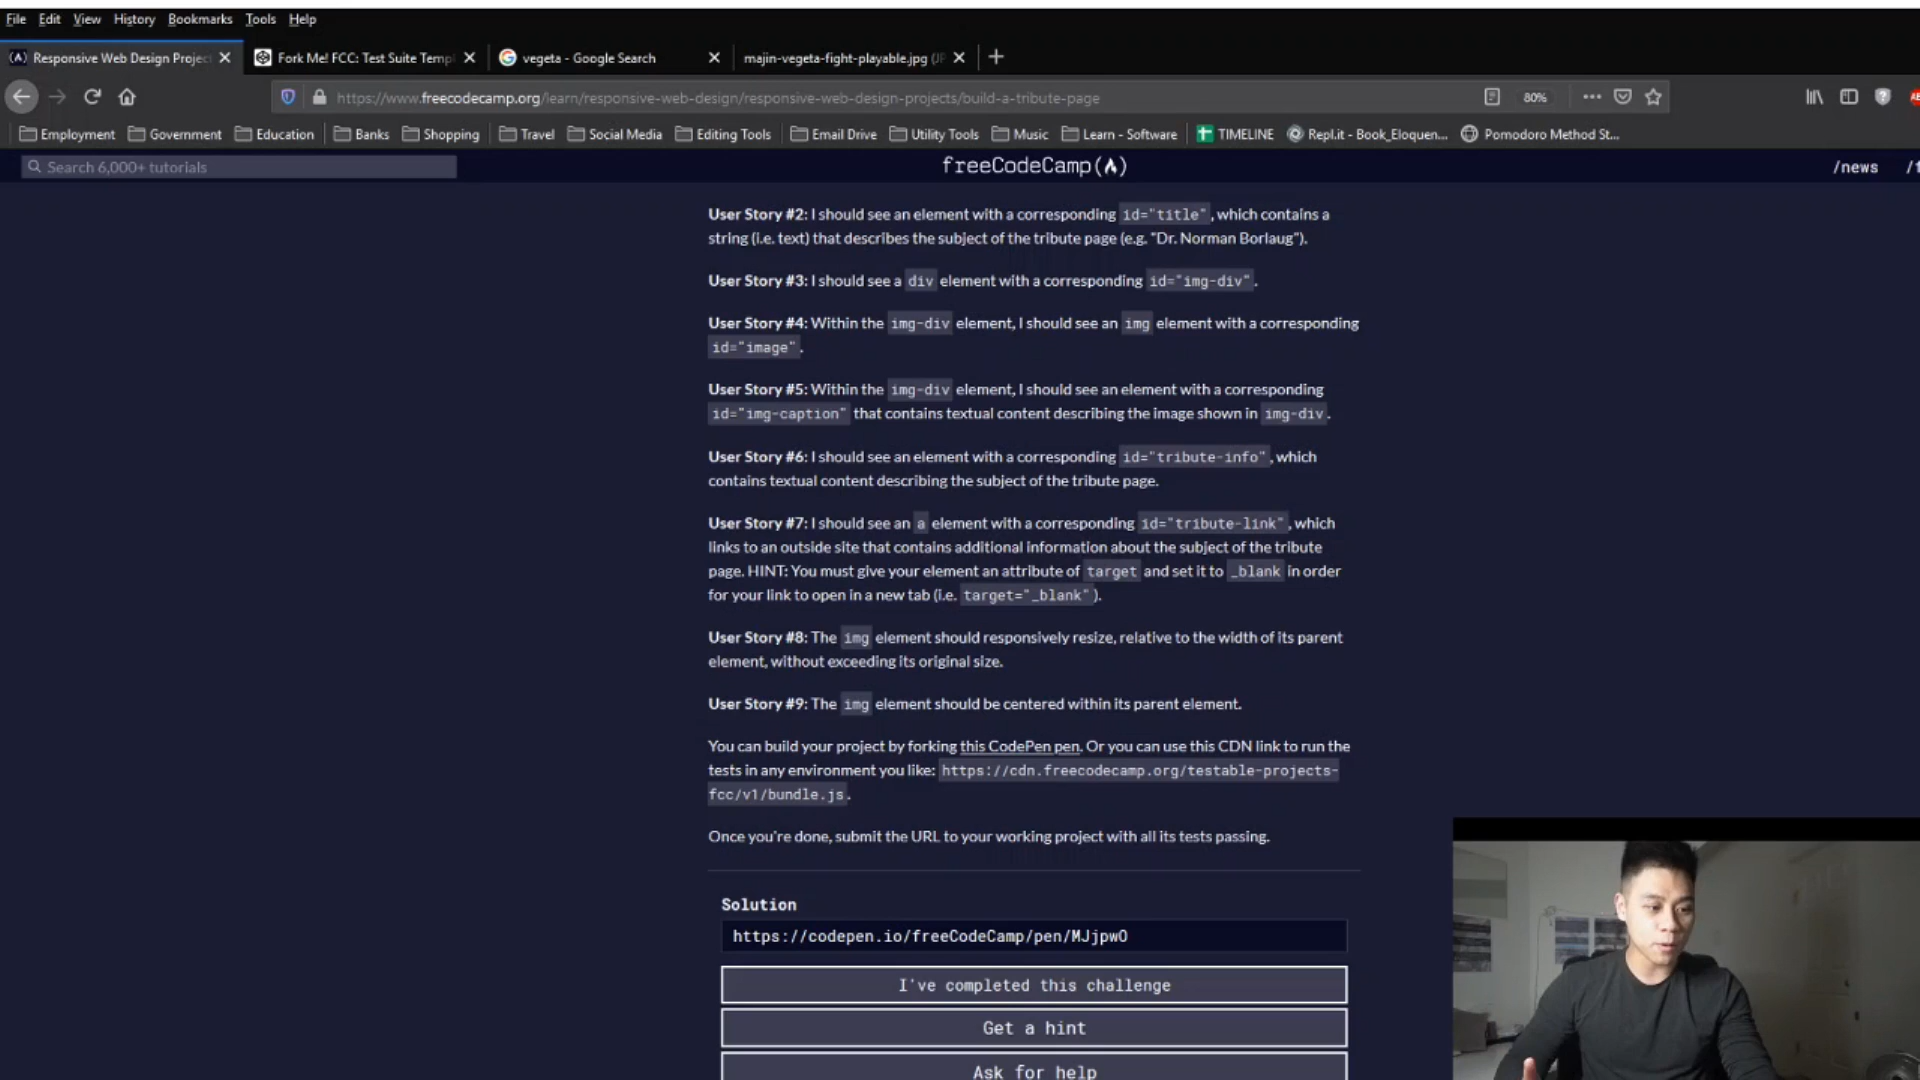 File Edit View History Bookmarks Tools Help
Responsive Web Design Projec
Fork Me! FCC: Test Suite Temp
vegeta - Google Search
majin-vegeta-fight-playable.jpg (JP
https://www.freecodecamp.org/learn/responsive-web-design/responsive-web-design-projects/build-a-tribute-page
80%
Employment Government Education Banks Shopping Travel Social Media Editing Tools Email Drive Utility Tools Music Learn - Software TIMELINE Repl.it - Book_Eloquen... Pomodoro Method St...
Search 6,000+ tutorials
freeCodeCamp
/news
User Story #2: I should see an element with a corresponding id="title", which contains a
string (i.e. text) that describes the subject of the tribute page (e.g. "Dr. Norman Borlaug").
User Story #3: I should see a div element with a corresponding id="img-div".
User Story #4: Within the img-div element, I should see an img element with a corresponding
id="image".
User Story #5: Within the img-div element, I should see an element with a corresponding
id="img-caption" that contains textual content describing the image shown in img-div.
User Story #6: I should see an element with a corresponding id="tribute-info", which
contains textual content describing the subject of the tribute page.
User Story #7: I should see an a element with a corresponding id="tribute-link", which
links to an outside site that contains additional information about the subject of the tribute
page. HINT: You must give your element an attribute of target and set it to _blank in order
for your link to open in a new tab (i.e. target="_blank").
User Story #8: The img element should responsively resize, relative to the width of its parent
element, without exceeding its original size.
User Story #9: The img element should be centered within its parent element.
You can build your project by forking this CodePen pen. Or you can use this CDN link to run the
tests in any environment you like: https://cdn.freecodecamp.org/testable-projects-
fcc/v1/bundle.js.
Once you're done, submit the URL to your working project with all its tests passing.
Solution
https://codepen.io/freeCodeCamp/pen/MJjpwO
I've completed this challenge
Get a hint
Ask for help